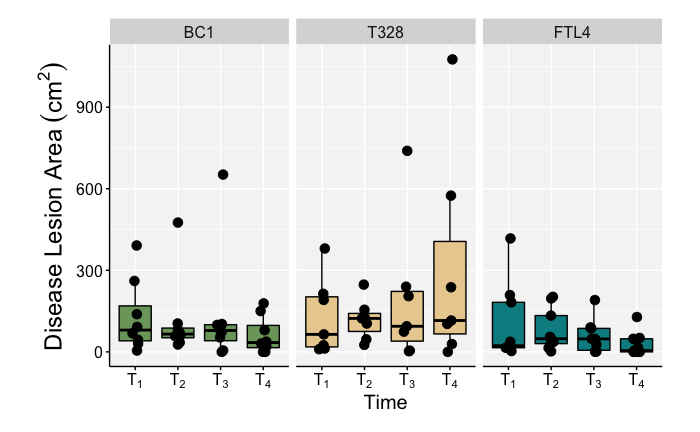 BC1 T328 FTL4
Disease Lesion Area (cm²)
900
600
300
0
T₁ T₂ T₃ T₄ T₁ T₂ T₃ T₄ T₁ T₂ T₃ T₄
Time